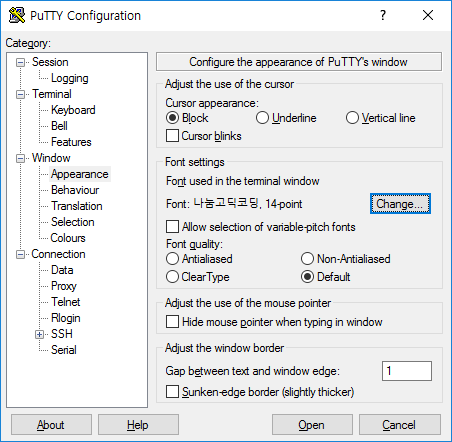 PuTTY Configuration
?
Category:
Session
Logging
Terminal
Keyboard
Bell
Features
Window
Appearance
Behaviour
Translation
Selection
Colours
Connection
Data
Proxy
Telnet
Rlogin
SSH
Serial
Configure the appearance of PuTTY's window
Adjust the use of the cursor
Cursor appearance:
Block Underline Vertical line
Cursor blinks
Font settings
Font used in the terminal window
Font: 나눔고딕코딩, 14-point Change...
Allow selection of variable-pitch fonts
Font quality:
Antialiased Non-Antialiased
ClearType Default
Adjust the use of the mouse pointer
Hide mouse pointer when typing in window
Adjust the window border
Gap between text and window edge: 1
Sunken-edge border (slightly thicker)
About Help Open Cancel